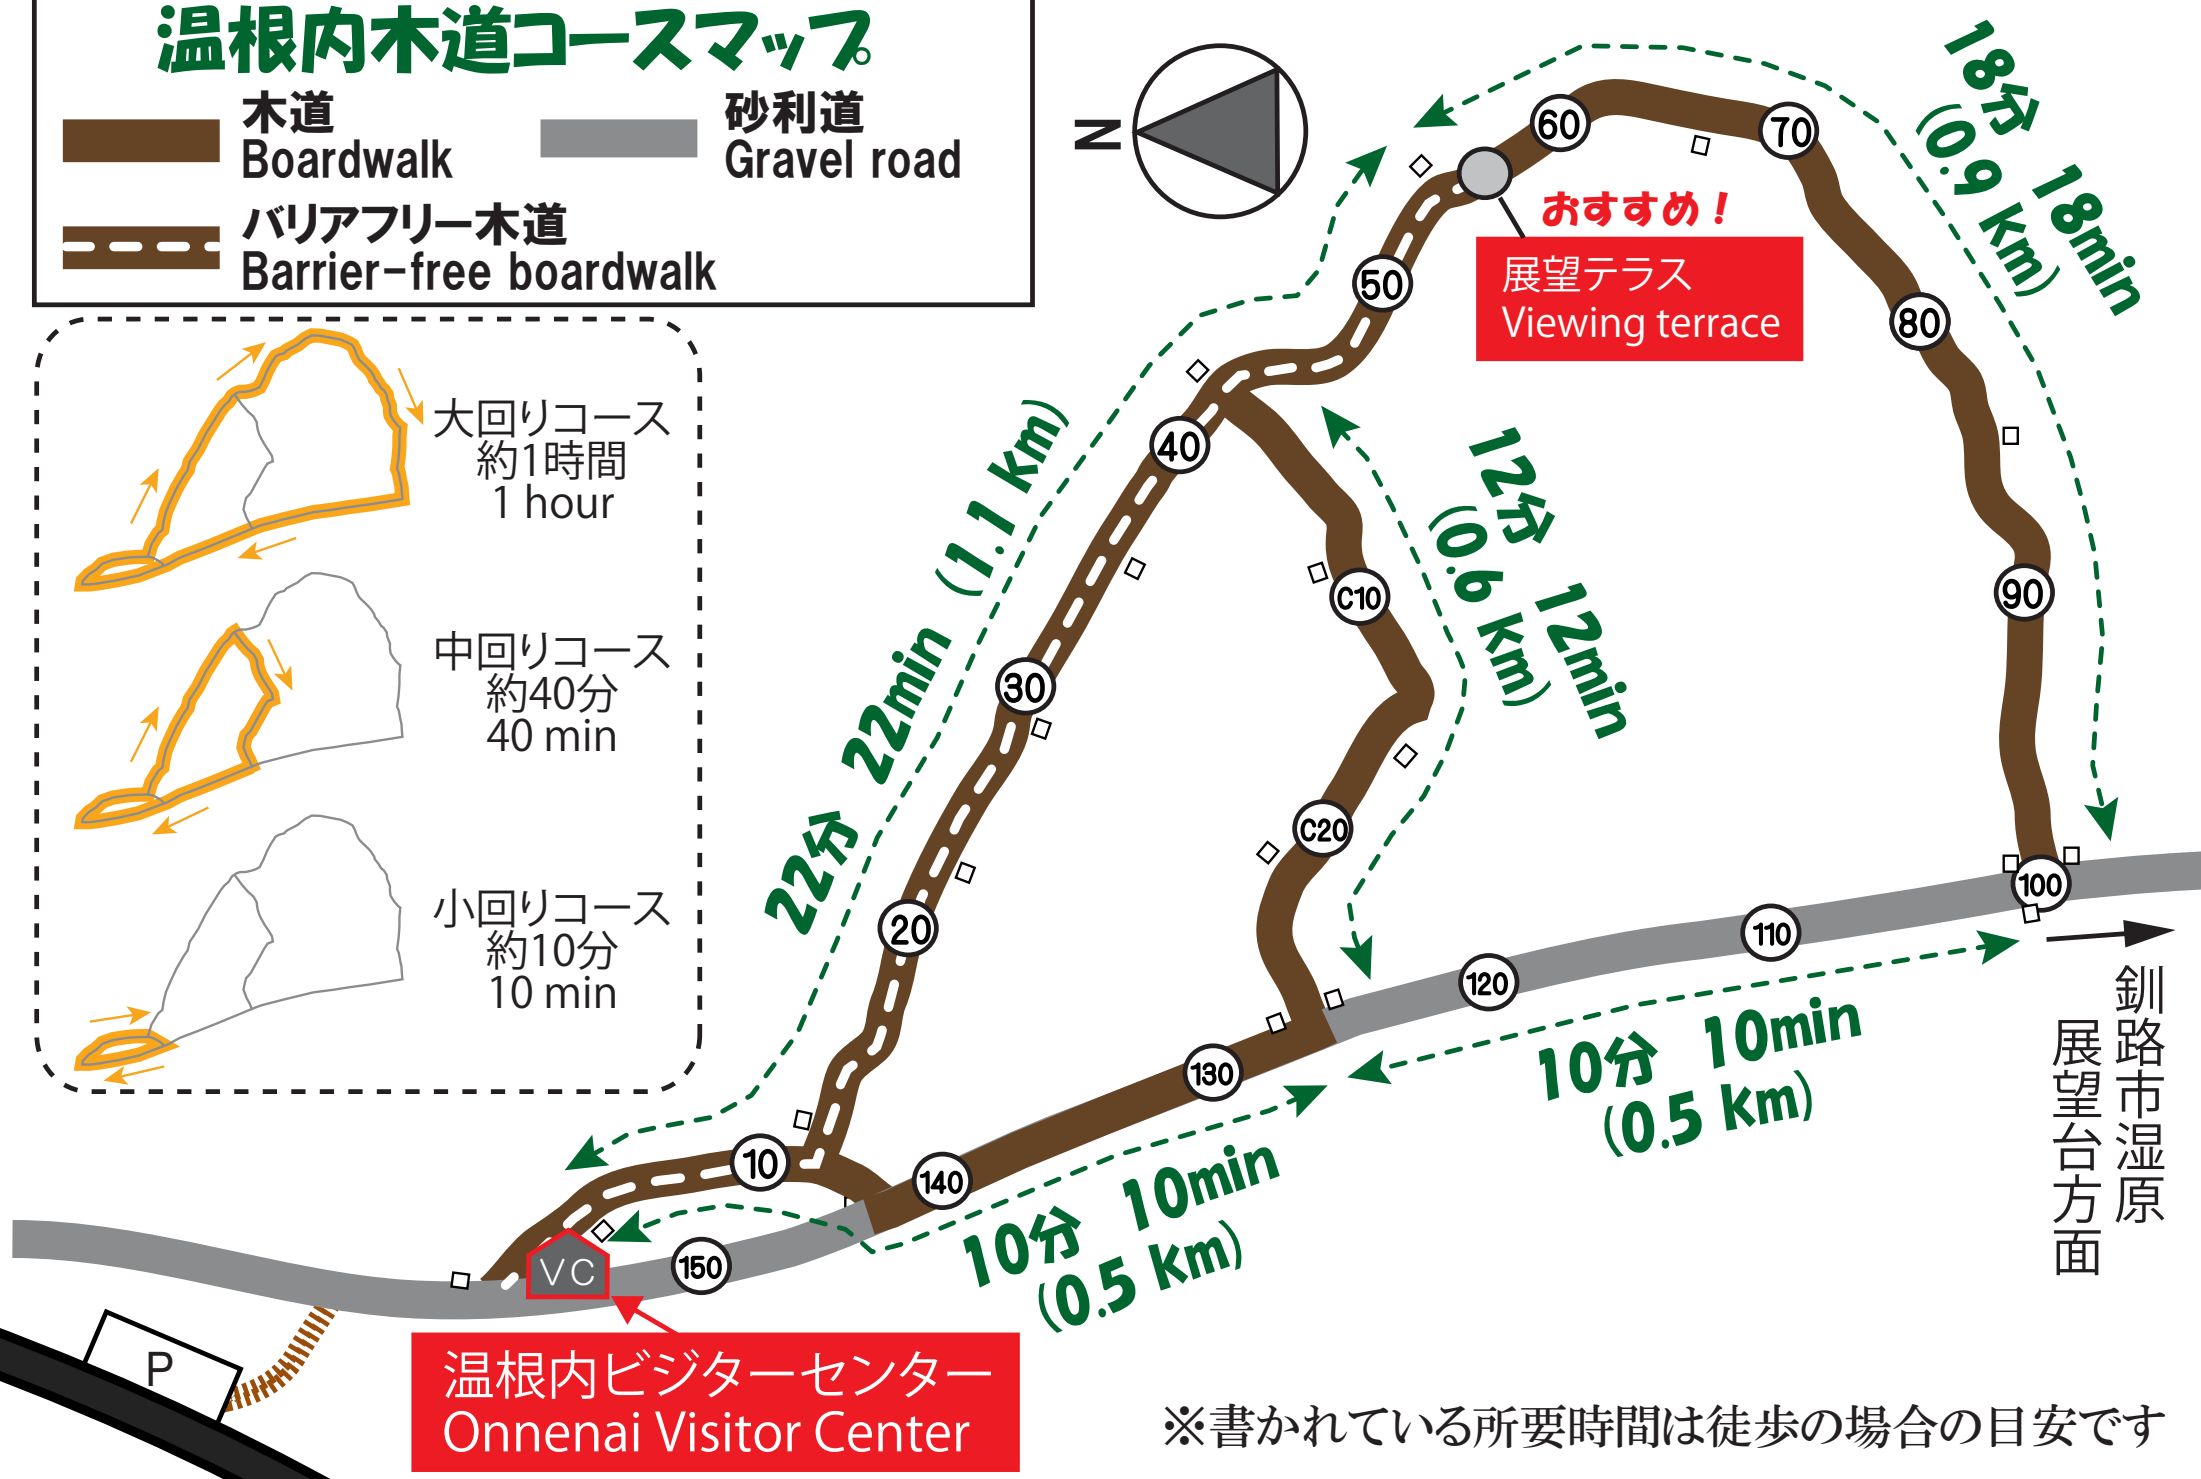 温根内木道コースマップ
木道
Boardwalk
砂利道
Gravel road
バリアフリー木道
Barrier-free boardwalk
N
大回りコース
約1時間
1 hour
中回りコース
約40分
40 min
小回りコース
約10分
10 min
おすすめ！
展望テラス
Viewing terrace
18分 18min
(0.9 km)
22分 22min (1.1 km)
12分 12min
(0.6 km)
10分 10min
(0.5 km)
10分 10min
(0.5 km)
10
20
30
40
50
60
70
80
90
100
110
120
130
140
150
C10
C20
釧路市湿原
展望台方面
VC
P
温根内ビジターセンター
Onnenai Visitor Center
※書かれている所要時間は徒歩の場合の目安です